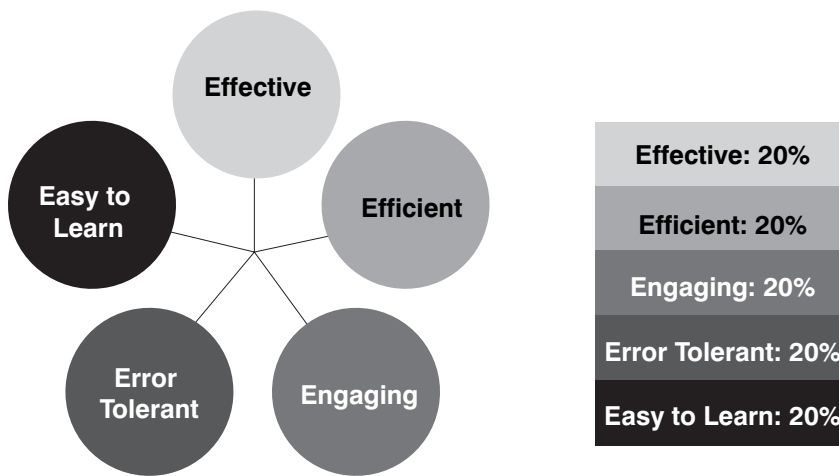 Effective
Easy to
Learn
Efficient
Error
Tolerant
Engaging
Effective: 20%
Efficient: 20%
Engaging: 20%
Error Tolerant: 20%
Easy to Learn: 20%